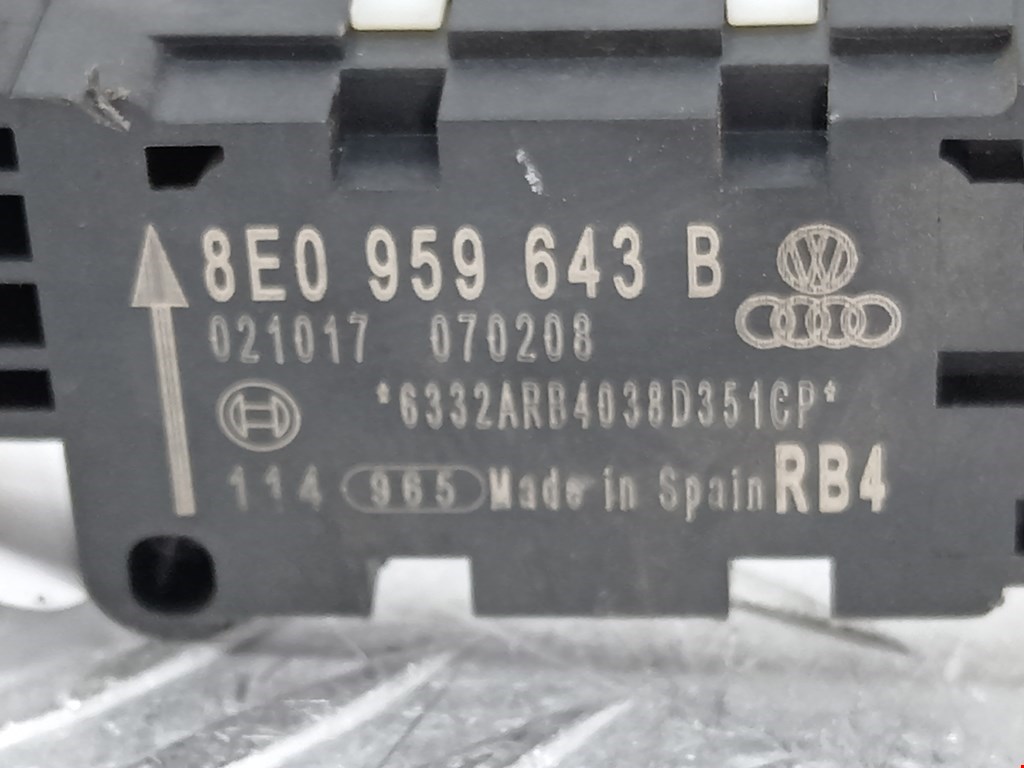 8E0 959 643 B
021017 070208
*6332ARB4038D351CP*
114 965 Made in Spain RB4